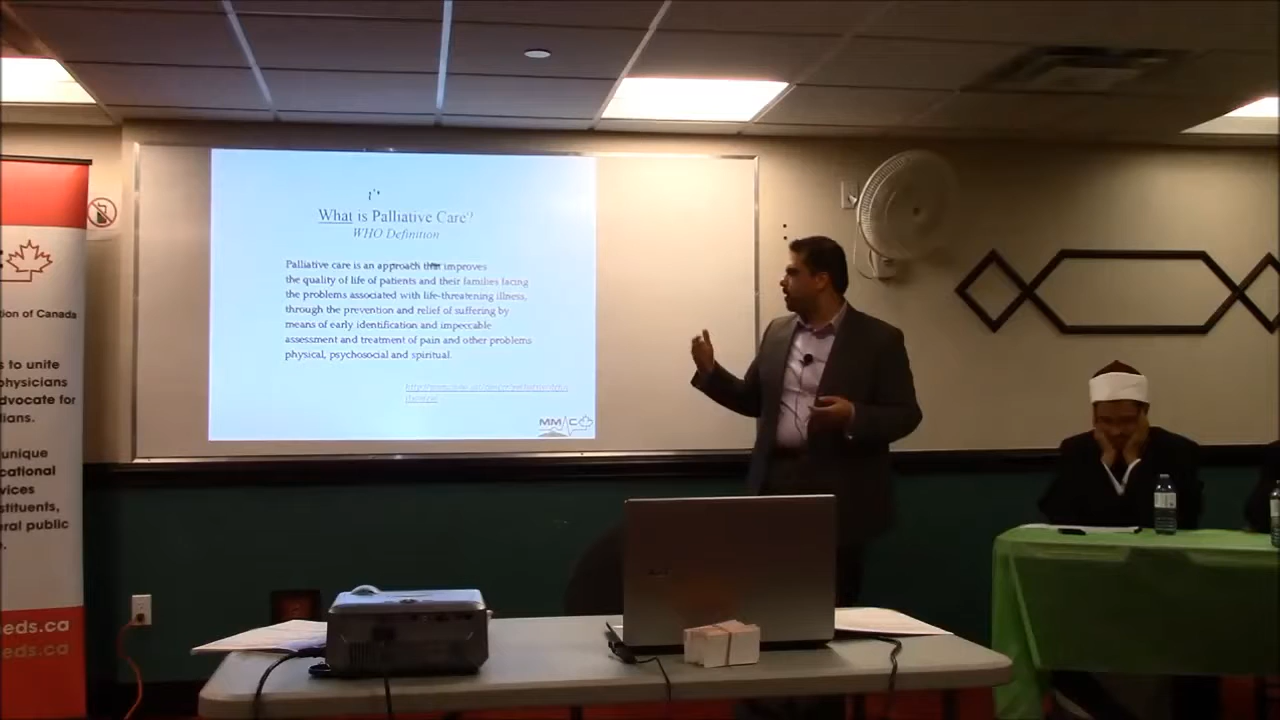 What is Palliative Care?
WHO Definition
Palliative care is an approach that improves
the quality of life of patients and their families facing
the problems associated with life-threatening illness,
through the prevention and relief of suffering by
means of early identification and impeccable
assessment and treatment of pain and other problems
physical, psychosocial and spiritual.
MMAC
tion of Canada
s to unite
physicians
dvocate for
ians.
unique
cational
vices
stituents,
eral public
eds.ca
eds.ca